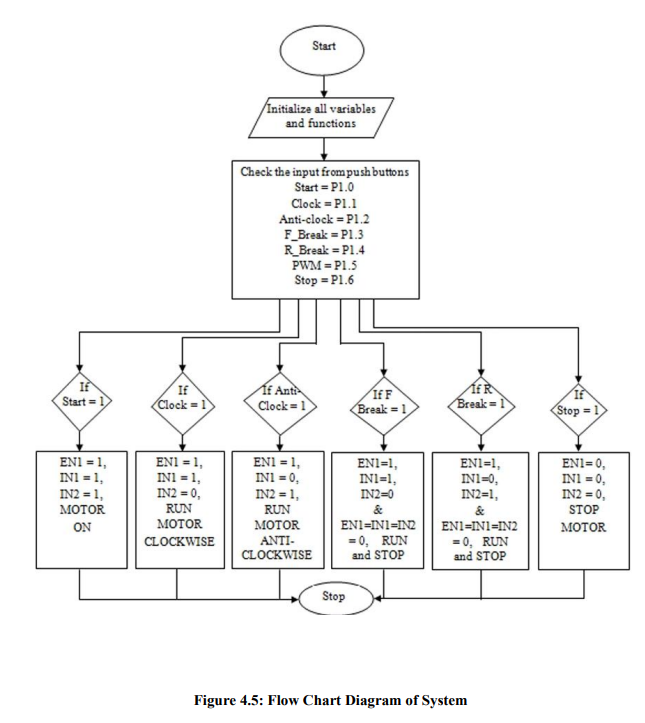 Start
Initialize all variables
and functions
Check the input from push buttons
Start = P1.0
Clock = P1.1
Anti-clock = P1.2
F_Break = P1.3
R_Break = P1.4
PWM = P1.5
Stop = P1.6
If
Start = 1
If
Clock = 1
If Anti-
Clock = 1
If F
Break = 1
If R
Break = 1
If
Stop = 1
EN1 = 1,
IN1 = 1,
IN2 = 1,
MOTOR
ON
EN1 = 1,
IN1 = 1,
IN2 = 0,
RUN
MOTOR
CLOCKWISE
EN1 = 1,
IN1 = 0,
IN2 = 1,
RUN
MOTOR
ANTI-
CLOCKWISE
EN1=1,
IN1=1,
IN2=0
&
EN1=IN1=IN2
= 0, RUN
and STOP
EN1=1,
IN1=0,
IN2=1,
&
EN1=IN1=IN2
= 0, RUN
and STOP
EN1= 0,
IN1 = 0,
IN2 = 0,
STOP
MOTOR
Stop
Figure 4.5: Flow Chart Diagram of System